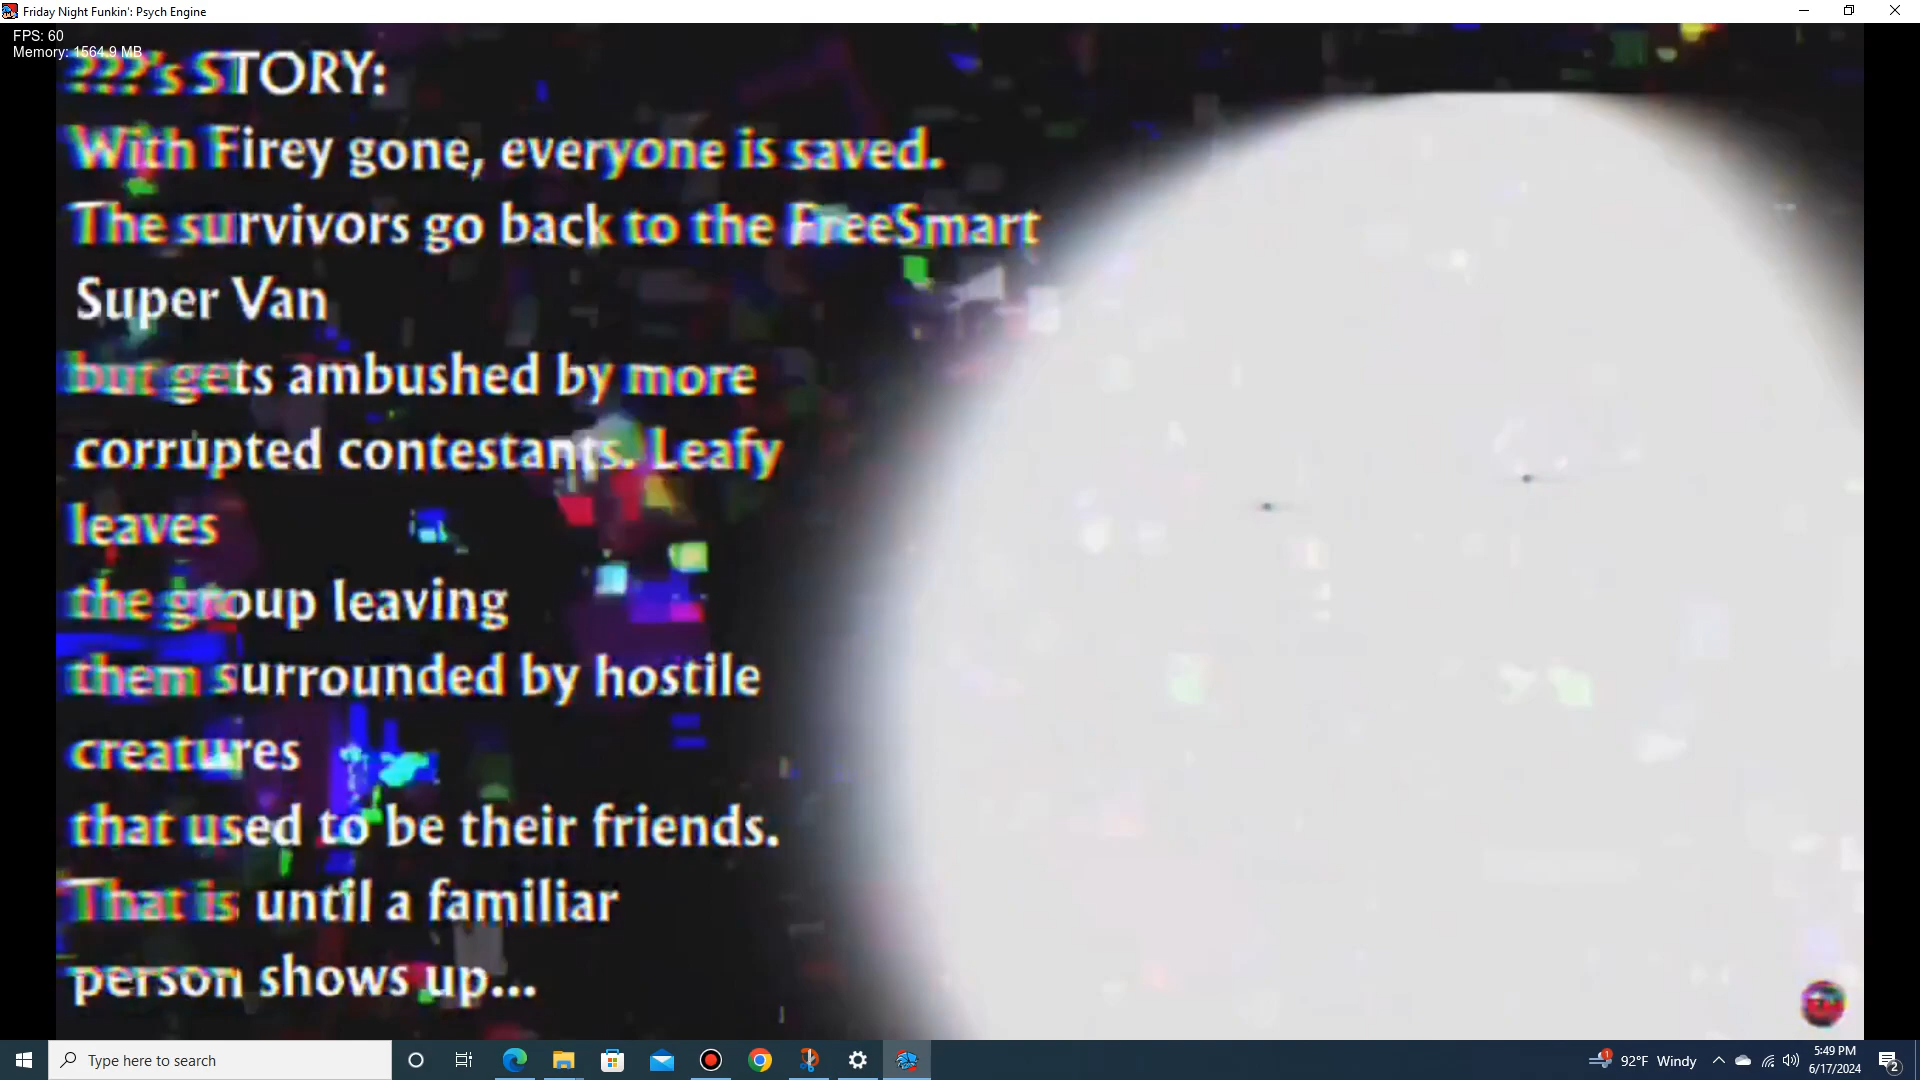 Friday Night Funkin': Psych Engine
FPS: 60
Memory: 1564.9 MB
???'s STORY:
With Firey gone, everyone is saved.
The survivors go back to the FreeSmart
Super Van
but gets ambushed by more
corrupted contestants. Leafy
leaves
the group leaving
them surrounded by hostile
creatures
that used to be their friends.
That is until a familiar
person shows up...
Type here to search
1
92°F Windy
5:49 PM
6/17/2024
2